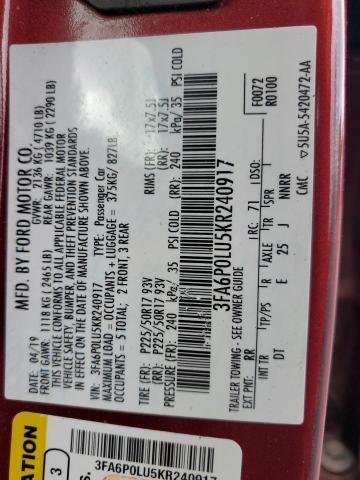 MFD. BY FORD MOTOR CO.
DATE: 04/19 GVWR: 2136 KG ( 4710 LB)
FRONT GAWR: 1118 KG ( 2465 LB) REAR GAWR: 1039 KG ( 2290 LB)
THIS VEHICLE CONFORMS TO ALL APPLICABLE FEDERAL MOTOR
VEHICLE SAFETY, BUMPER, AND THEFT PREVENTION STANDARDS
IN EFFECT ON THE DATE OF MANUFACTURE SHOWN ABOVE.
VIN: 3FA6P0LU5KR240917 TYPE: Passenger Car
MAXIMUM LOAD = OCCUPANTS + LUGGAGE = 375KG/ 827LB
OCCUPANTS = 5 TOTAL; 2 FRONT, 3 REAR
TIRE (FR): P225/50R17 93V RIMS (FR): 17x7.5J
TIRE (RR): P225/50R17 93V (RR): 17x7.5J
PRESSURE (FR): 240 kPa/ 35 PSI COLD (RR): 240 kPa/ 35 PSI COLD
3FA6P0LU5KR240917
TRAILER TOWING - SEE OWNER GUIDE
F0072
R0100
EXT PNT: RR RC: 71 DSO:
INT TR TP/PS R AXLE TR SPR
DT E 25 J NNRR
CMC 5U5A-5420472-AA
3
3FA6P0LU5KR240917